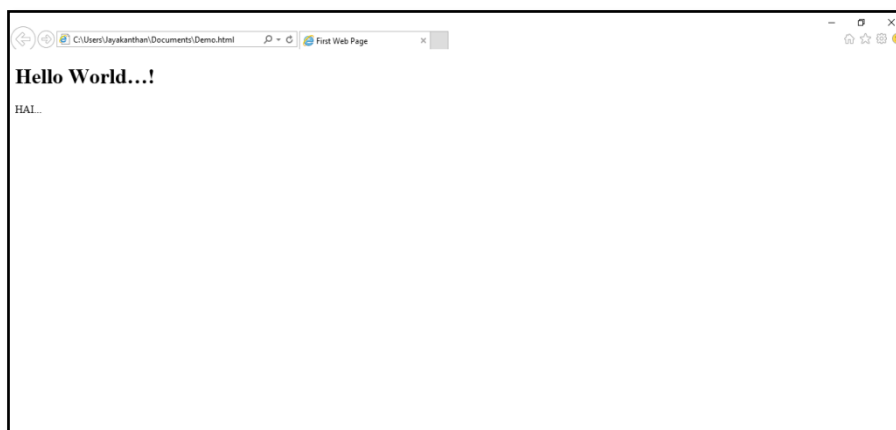 C:\Users\Jayakanthan\Documents\Demo.html
First Web Page
Hello World...!
HAI...